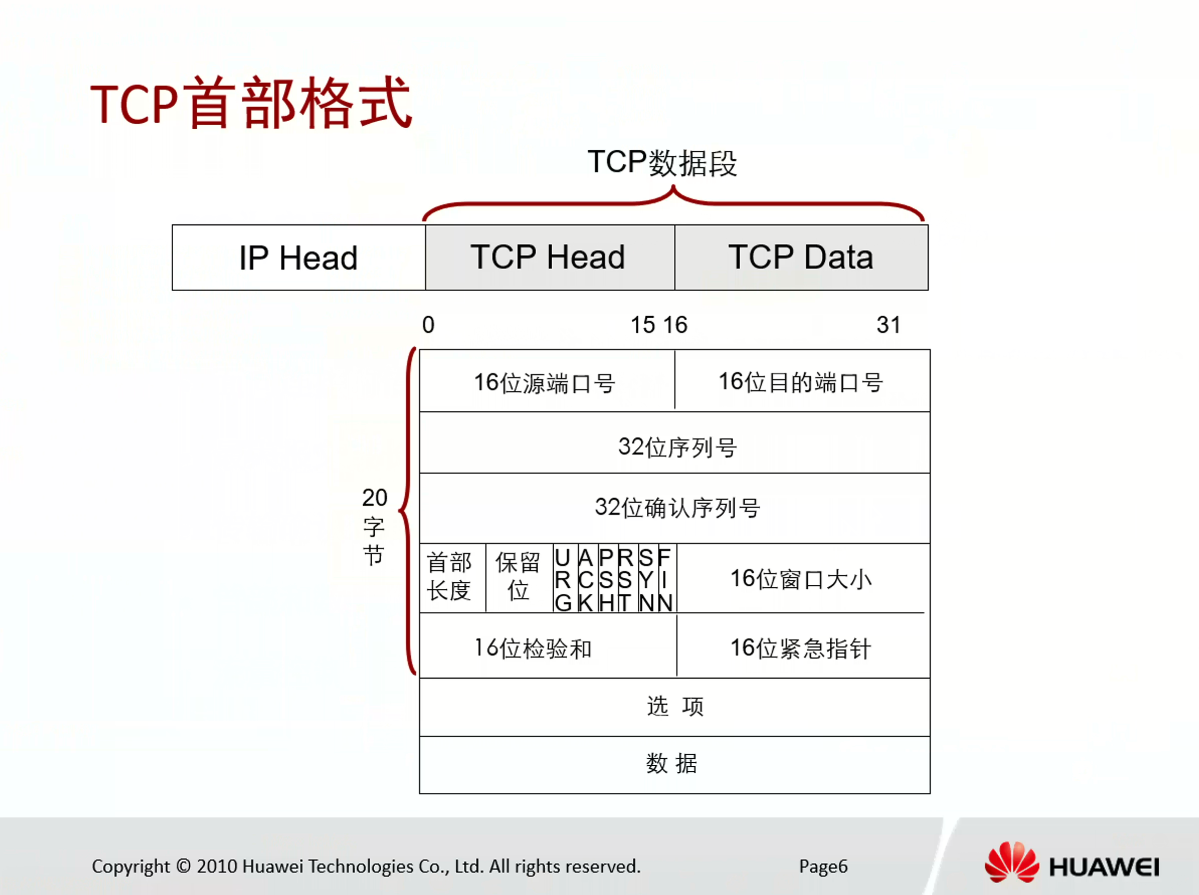 TCP首部格式
TCP数据段
IP Head
TCP Head
TCP Data
0
15 16
31
16位源端口号
16位目的端口号
32位序列号
20
字
节
32位确认序列号
首部
长度
保留
位
URG
ACK
PSH
RST
SYN
FIN
16位窗口大小
16位检验和
16位紧急指针
选 项
数 据
Copyright © 2010 Huawei Technologies Co., Ltd. All rights reserved.
Page6
HUAWEI